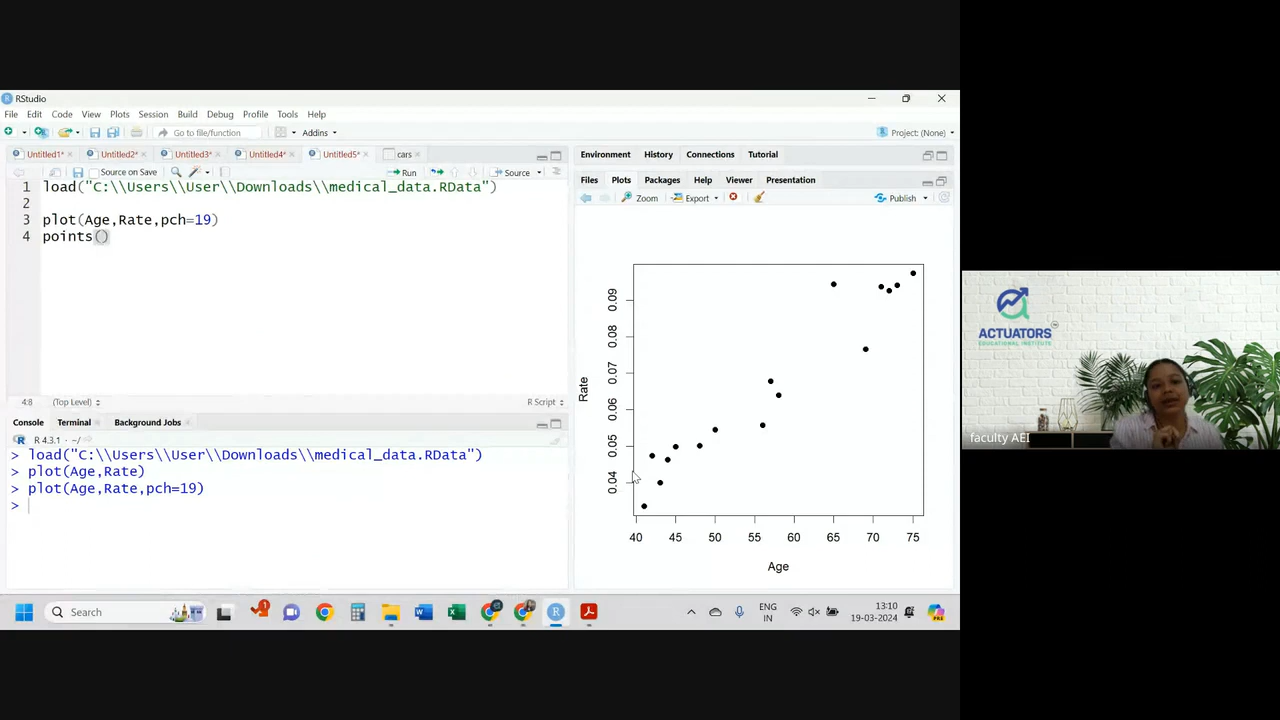 RStudio
File Edit Code View Plots Session Build Debug Profile Tools Help
Go to file/function Addins Project: (None)
Untitled1* Untitled2* Untitled3* Untitled4* Untitled5* cars
Source on Save Run Source
1 load("C:\\Users\\User\\Downloads\\medical_data.RData")
2
3 plot(Age,Rate,pch=19)
4 points()
4:8 (Top Level) R Script
Console Terminal Background Jobs
R 4.3.1 · ~/
> load("C:\\Users\\User\\Downloads\\medical_data.RData")
> plot(Age,Rate)
> plot(Age,Rate,pch=19)
>
Environment History Connections Tutorial
Files Plots Packages Help Viewer Presentation
Zoom Export Publish
Rate
0.09
0.08
0.07
0.06
0.05
0.04
40 45 50 55 60 65 70 75
Age
ACTUATORS
EDUCATIONAL INSTITUTE
faculty AEI
Search
1
ENG
IN
13:10
19-03-2024
PRE